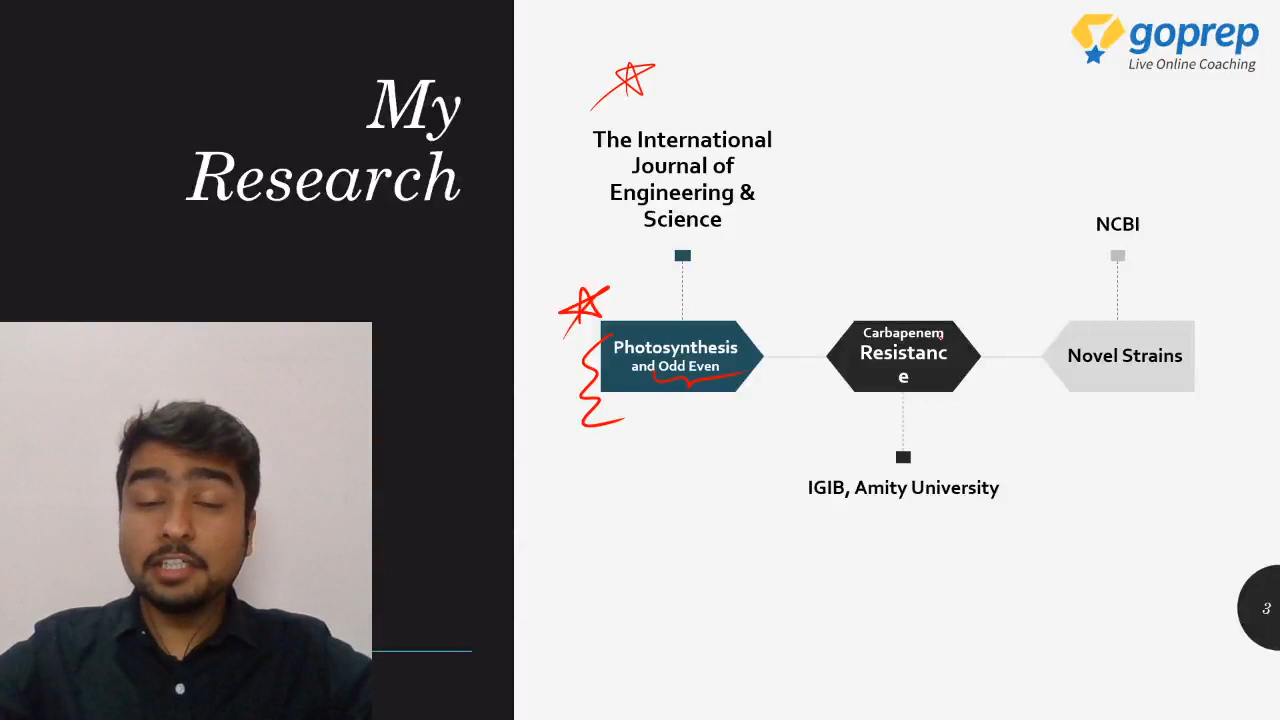 My
Research
goprep
Live Online Coaching
The International
Journal of
Engineering &
Science
NCBI
Photosynthesis
and Odd Even
Carbapenem
Resistanc
e
Novel Strains
IGIB, Amity University
3